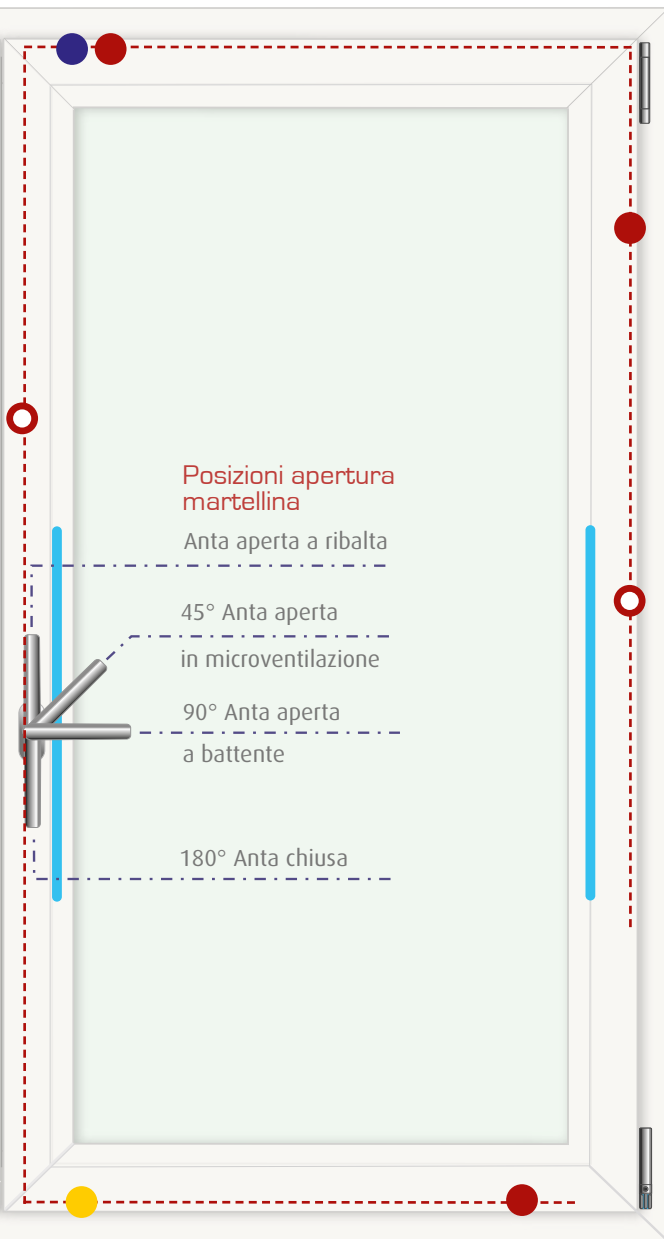 Posizioni apertura
martellina
Anta aperta a ribalta
45° Anta aperta
in microventilazione
90° Anta aperta
a battente
180° Anta chiusa